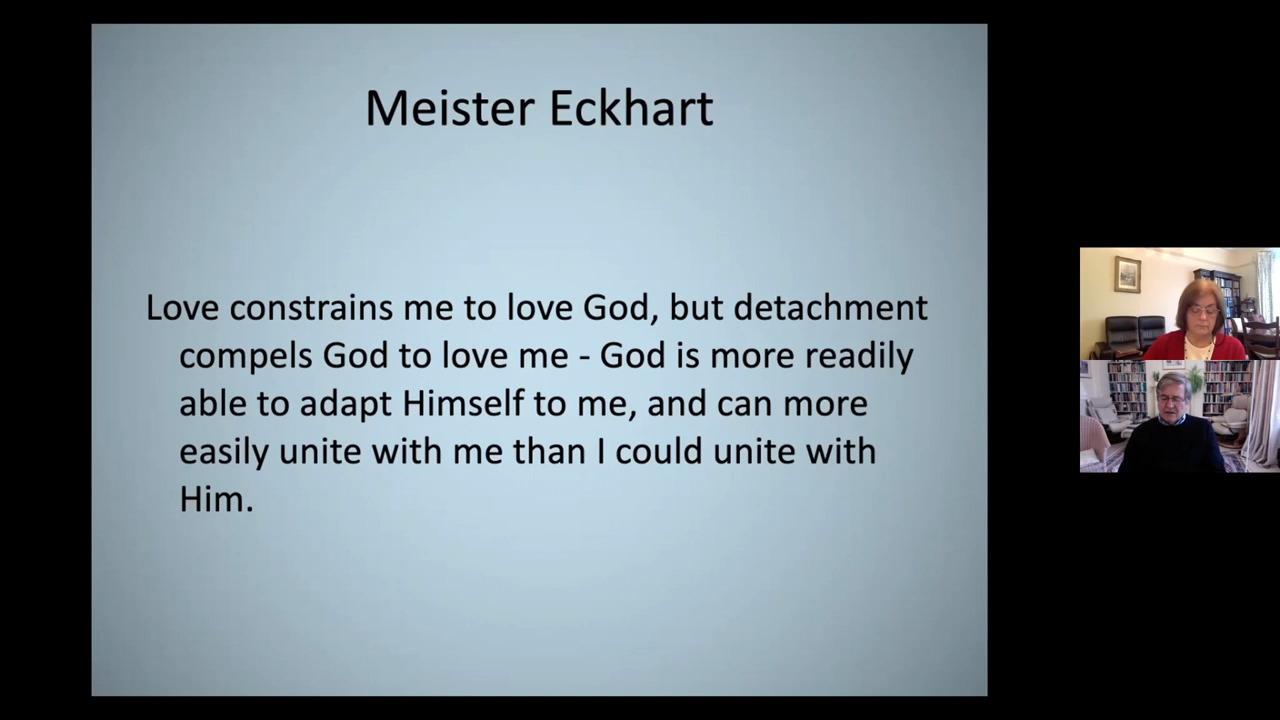 Meister Eckhart
Love constrains me to love God, but detachment
compels God to love me - God is more readily
able to adapt Himself to me, and can more
easily unite with me than I could unite with
Him.